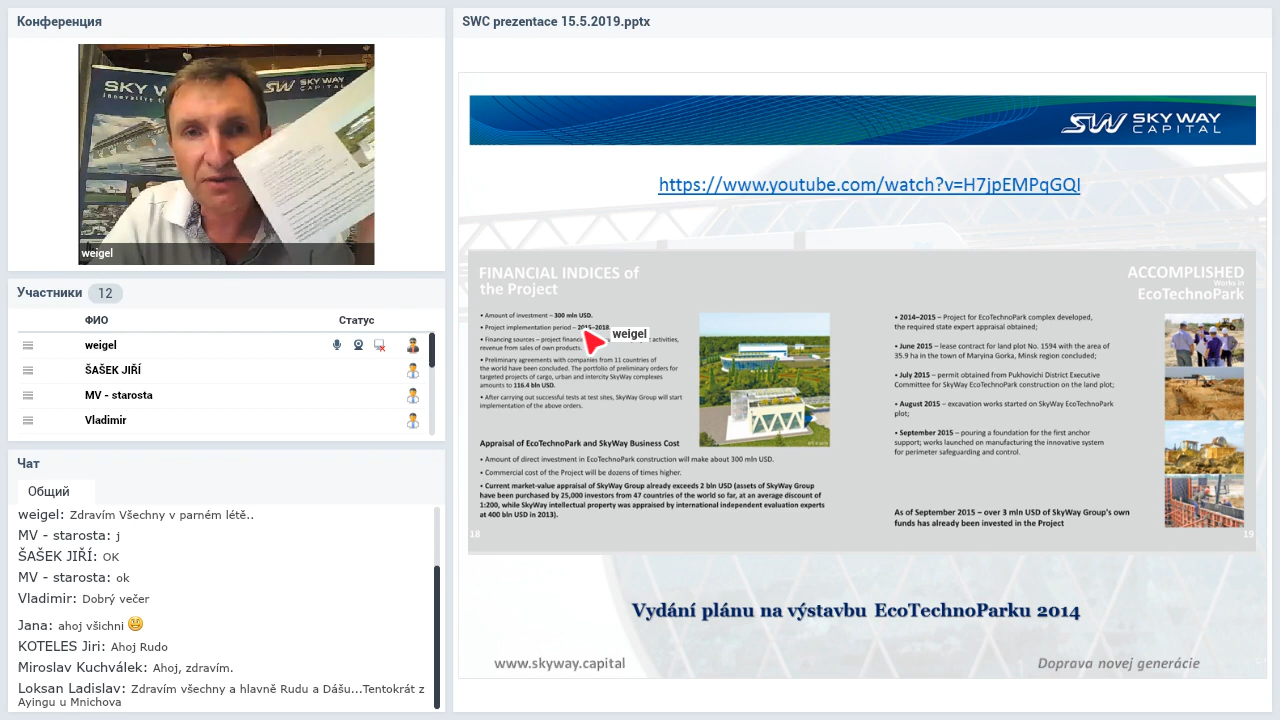 Конференция
SKY WAY
innovative
SW SKY WAY
CAPITAL
weigel
Участники 12
ФИО Статус
weigel
ŠAŠEK JIŘÍ
MV - starosta
Vladimir
Чат
Общий
weigel: Zdravím Všechny v parném létě..
MV - starosta: j
ŠAŠEK JIŘÍ: OK
MV - starosta: ok
Vladimir: Dobrý večer
Jana: ahoj všichni
KOTELES Jiri: Ahoj Rudo
Miroslav Kuchválek: Ahoj, zdravím.
Loksan Ladislav: Zdravím všechny a hlavně Rudu a Dášu...Tentokrát z
Ayingu u Mnichova
SWC prezentace 15.5.2019.pptx
SW SKY WAY
CAPITAL
https://www.youtube.com/watch?v=H7jpEMPqGQI
FINANCIAL INDICES of
the Project
• Amount of investment – 300 mln USD.
• Project implementation period – 2015–2018.
weigel
• Financing sources – project financ activities,
revenue from sales of own products.
• Preliminary agreements with companies from 11 countries of
the world have been concluded. The portfolio of preliminary orders for
targeted projects of cargo, urban and intercity SkyWay complexes
amounts to 116.4 bln USD.
• After carrying out successful tests at test sites, SkyWay Group will start
implementation of the above orders.
Appraisal of EcoTechnoPark and SkyWay Business Cost
• Amount of direct investment in EcoTechnoPark construction will make about 300 mln USD.
• Commercial cost of the Project will be dozens of times higher.
• Current market-value appraisal of SkyWay Group already exceeds 2 bln USD (assets of SkyWay Group
have been purchased by 25,000 investors from 47 countries of the world so far, at an average discount of
1:200, while SkyWay intellectual property was appraised by international independent evaluation experts
at 400 bln USD in 2013).
18
ACCOMPLISHED
Works in
EcoTechnoPark
• 2014–2015 – Project for EcoTechnoPark complex developed,
the required state expert appraisal obtained;
• June 2015 – lease contract for land plot No. 1594 with the area of
35.9 ha in the town of Maryina Gorka, Minsk region concluded;
• July 2015 – permit obtained from Pukhovichi District Executive
Committee for SkyWay EcoTechnoPark construction on the land plot;
• August 2015 – excavation works started on SkyWay EcoTechnoPark
plot;
• September 2015 – pouring a foundation for the first anchor
support; works launched on manufacturing the innovative system
for perimeter safeguarding and control.
As of September 2015 – over 3 mln USD of SkyWay Group's own
funds has already been invested in the Project
19
Vydání plánu na výstavbu EcoTechnoParku 2014
www.skyway.capital
Doprava novej generácie